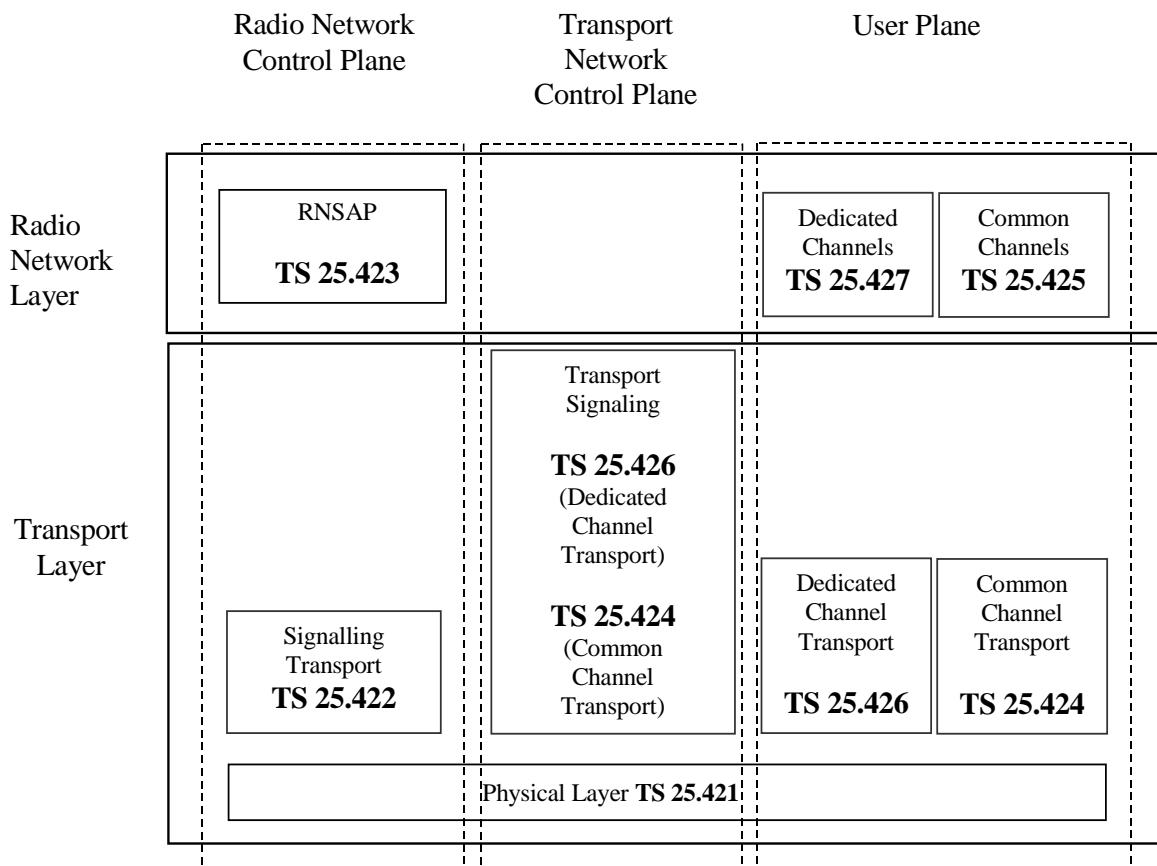 Radio Network
Control Plane
Transport
Network
Control Plane
User Plane
Radio
Network
Layer
RNSAP
TS 25.423
Dedicated
Channels
TS 25.427
Common
Channels
TS 25.425
Transport
Layer
Signalling
Transport
TS 25.422
Transport
Signaling
TS 25.426
(Dedicated
Channel
Transport)
TS 25.424
(Common
Channel
Transport)
Dedicated
Channel
Transport
TS 25.426
Common
Channel
Transport
TS 25.424
Physical Layer TS 25.421